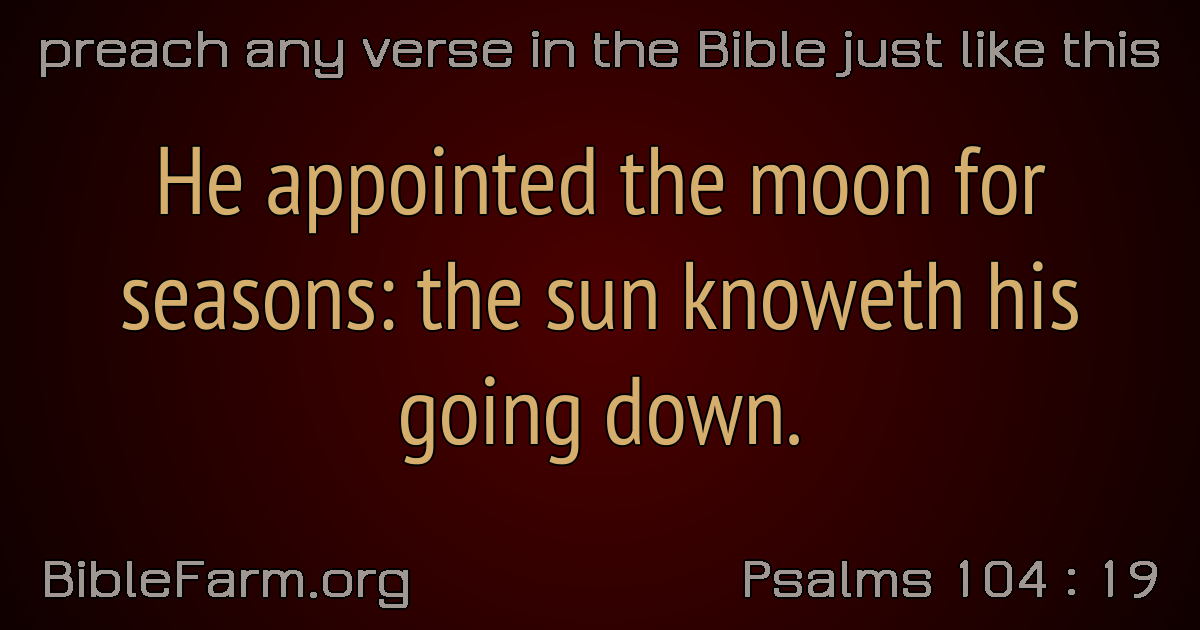 preach any verse in the Bible just like this
He appointed the moon for
seasons: the sun knoweth his
going down.
BibleFarm.org
Psalms 104 : 19